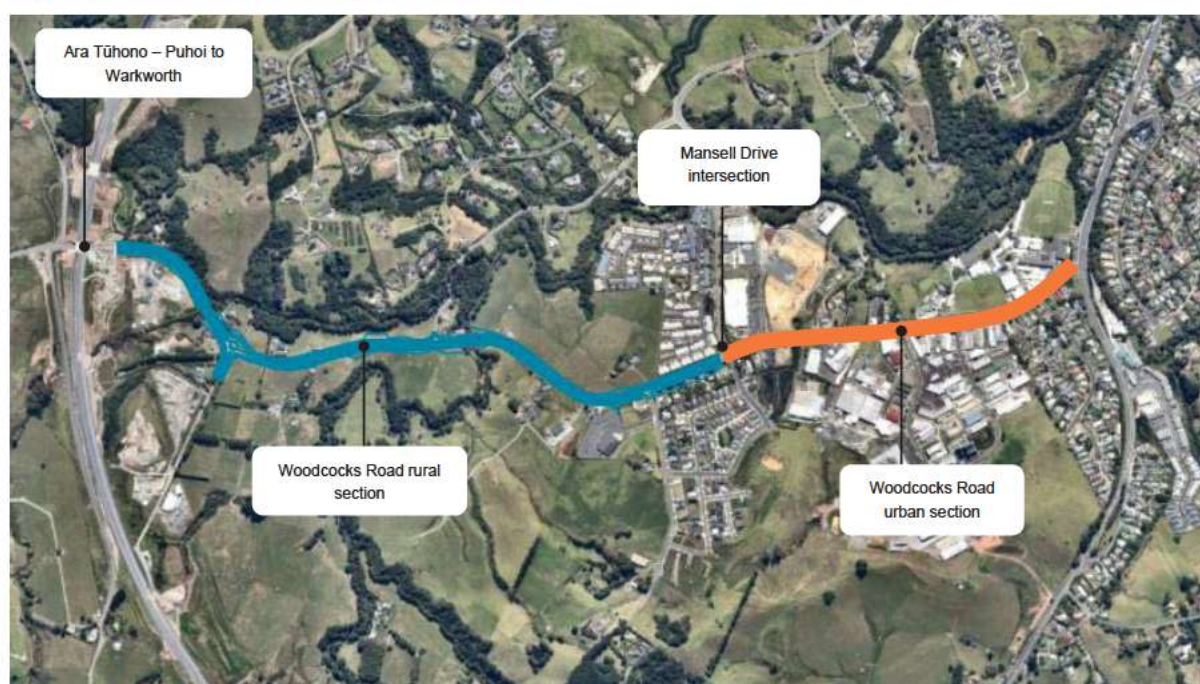 Ara Tūhono – Puhoi to
Warkworth
Mansell Drive
intersection
Woodcocks Road rural
section
Woodcocks Road
urban section